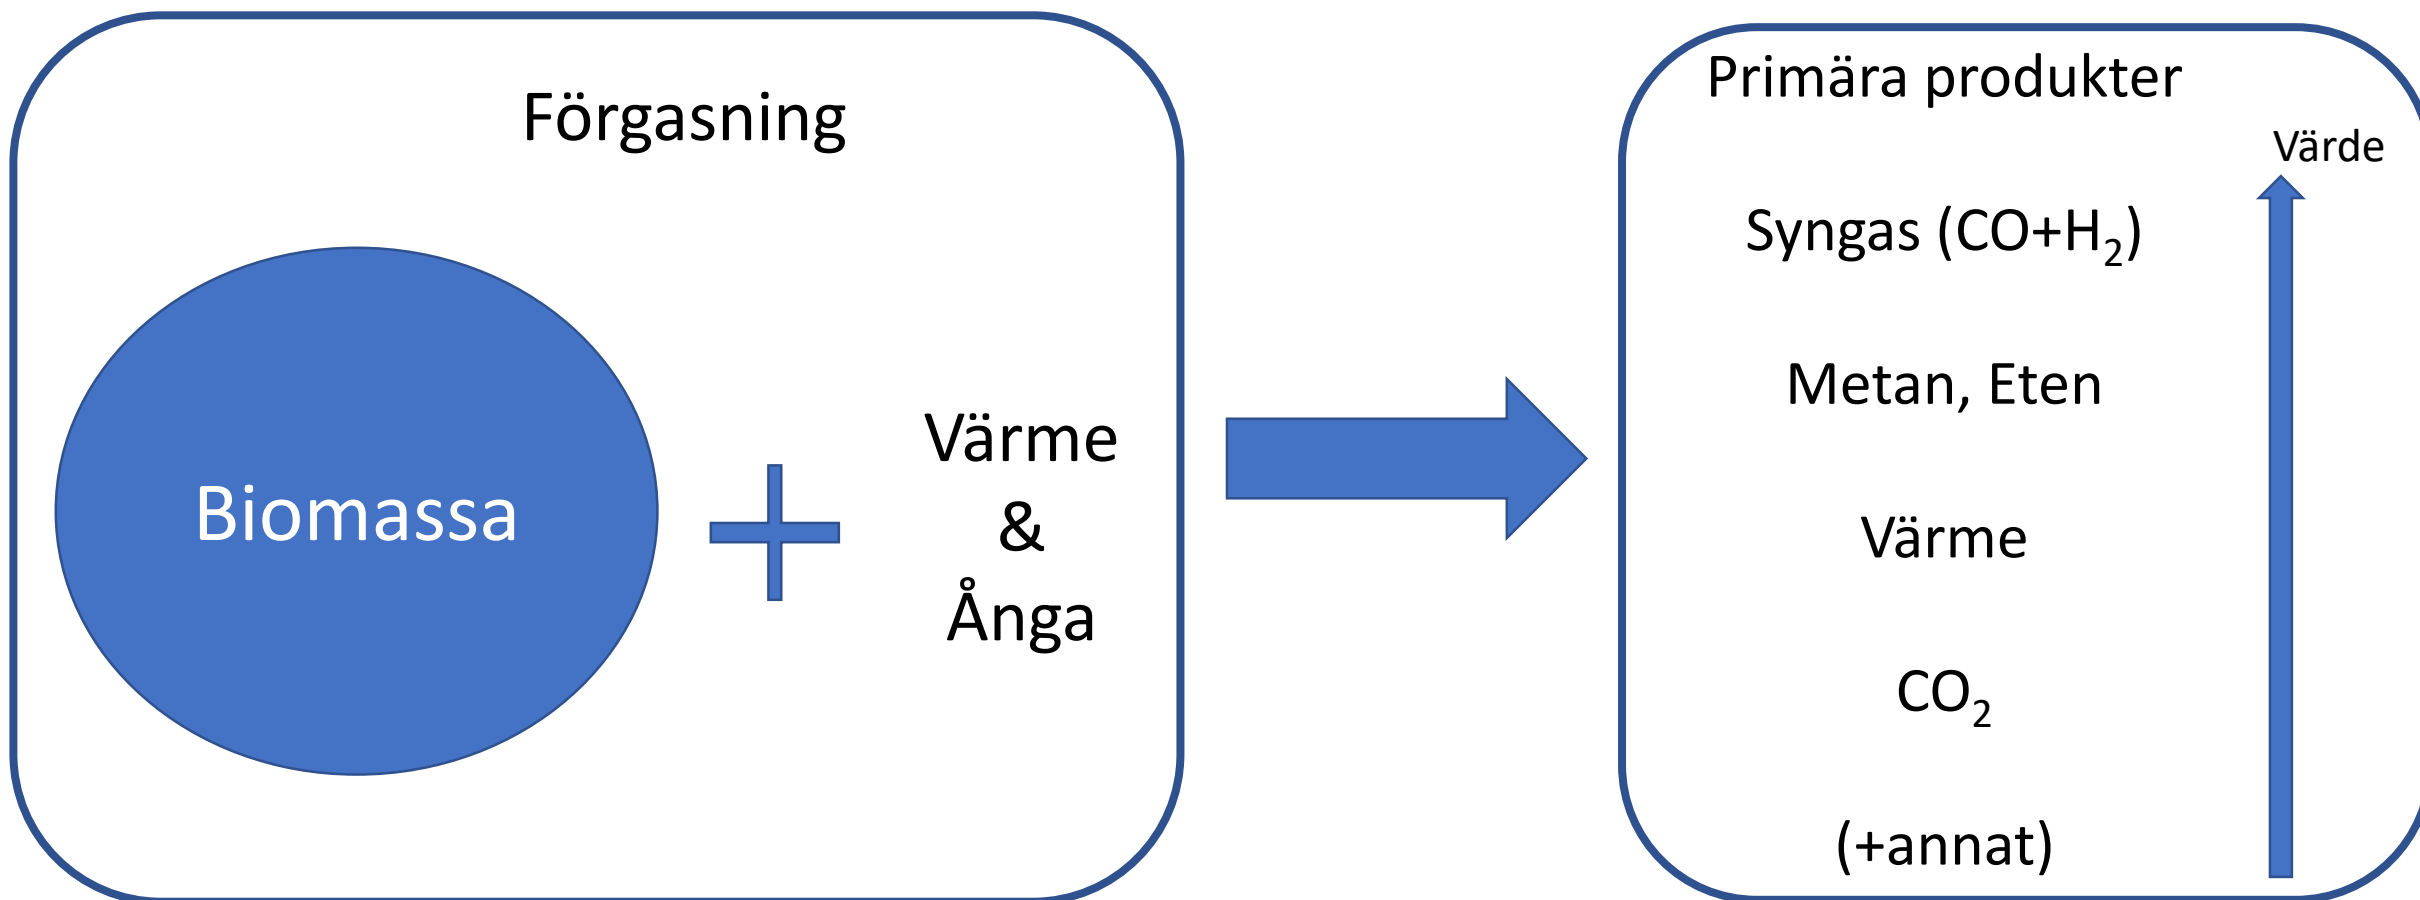 Förgasning
Biomassa
Värme
&
Ånga
Primära produkter
Värde
Syngas (CO+H₂)
Metan, Eten
Värme
CO₂
(+annat)